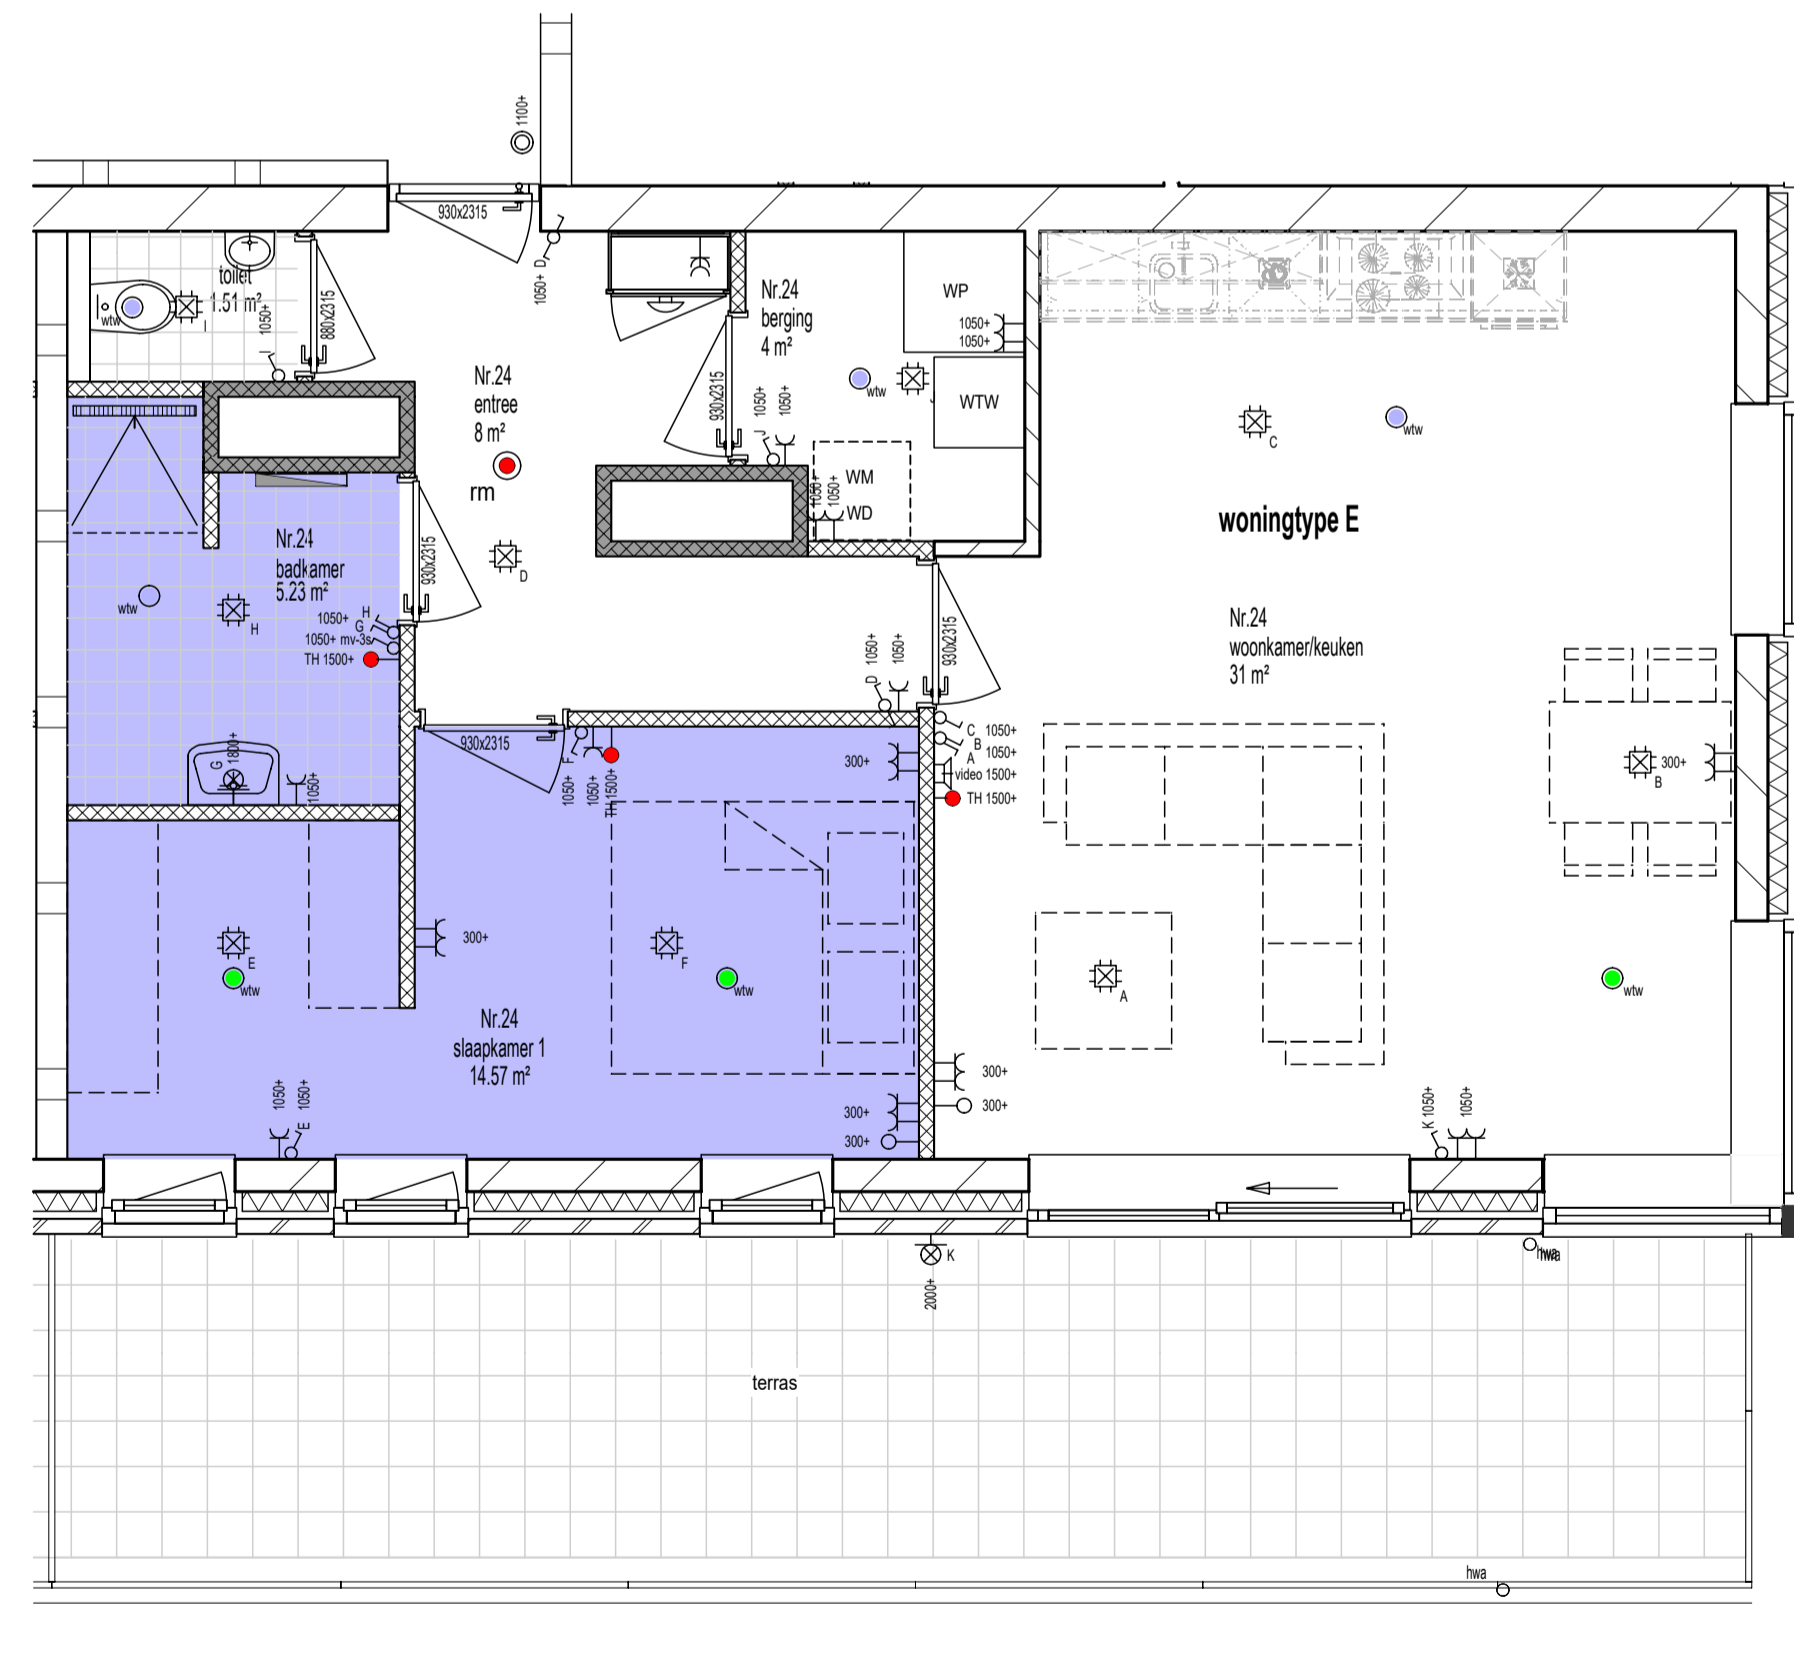 1100+
930x2315
1050+ D
toilet
1.51 m²
wtw
I
1050+
I
880x2315
Nr.24
berging
4 m²
WP
1050+
1050+
wtw
J
WTW
930x2315
J 1050+
1050+
WM
WD
1050+
1050+
Nr.24
entree
8 m²
rm
D
C
wtw
woningtype E
Nr.24
badkamer
5.23 m²
wtw
H
H
1050+
G
1050+ mv-3s
TH 1500+
930x2315
G
1800+
1050+
D 1050+
1050+
930x2315
Nr.24
woonkamer/keuken
31 m²
930x2315
1050+ F
1050+
TH 1500+
300+
C 1050+
B
A 1050+
video 1500+
TH 1500+
300+
B
E
wtw
300+
F
wtw
A
wtw
Nr.24
slaapkamer 1
14.57 m²
1050+
E 1050+
300+
300+
300+
300+
K 1050+
1050+
K
2000+
hwa
hwa
terras
hwa